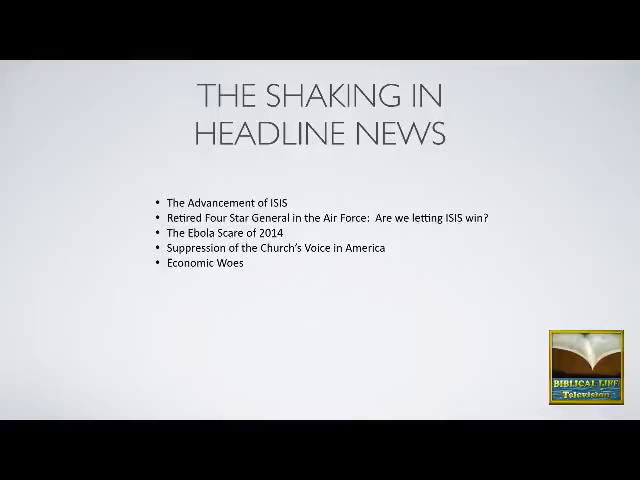 THE SHAKING IN
HEADLINE NEWS
• The Advancement of ISIS
• Retired Four Star General in the Air Force:  Are we letting ISIS win?
• The Ebola Scare of 2014
• Suppression of the Church's Voice in America
• Economic Woes
BIBLICAL LIFE
Television